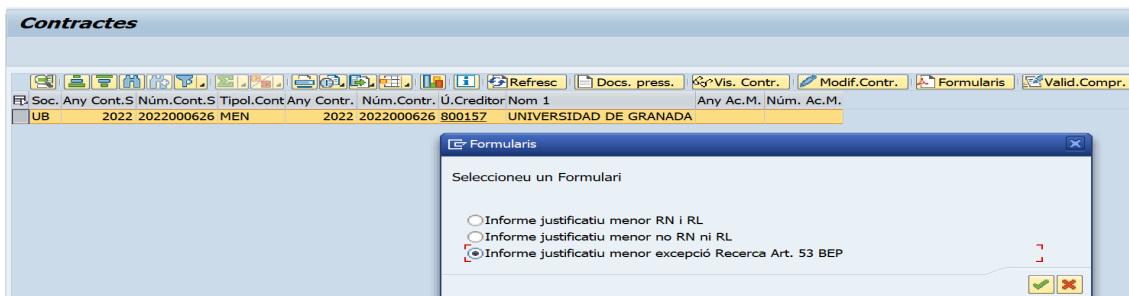 Contractes
Refresc Docs. press. Vis. Contr. Modif.Contr. Formularis Valid.Compr.
Soc. Any Cont.S Núm.Cont.S Tipol.Cont Any Contr. Núm.Contr. Ú.Creditor Nom 1 Any Ac.M. Núm. Ac.M.
UB 2022 2022000626 MEN 2022 2022000626 800157 UNIVERSIDAD DE GRANADA
Formularis
Seleccioneu un Formulari
Informe justificatiu menor RN i RL
Informe justificatiu menor no RN ni RL
Informe justificatiu menor excepció Recerca Art. 53 BEP